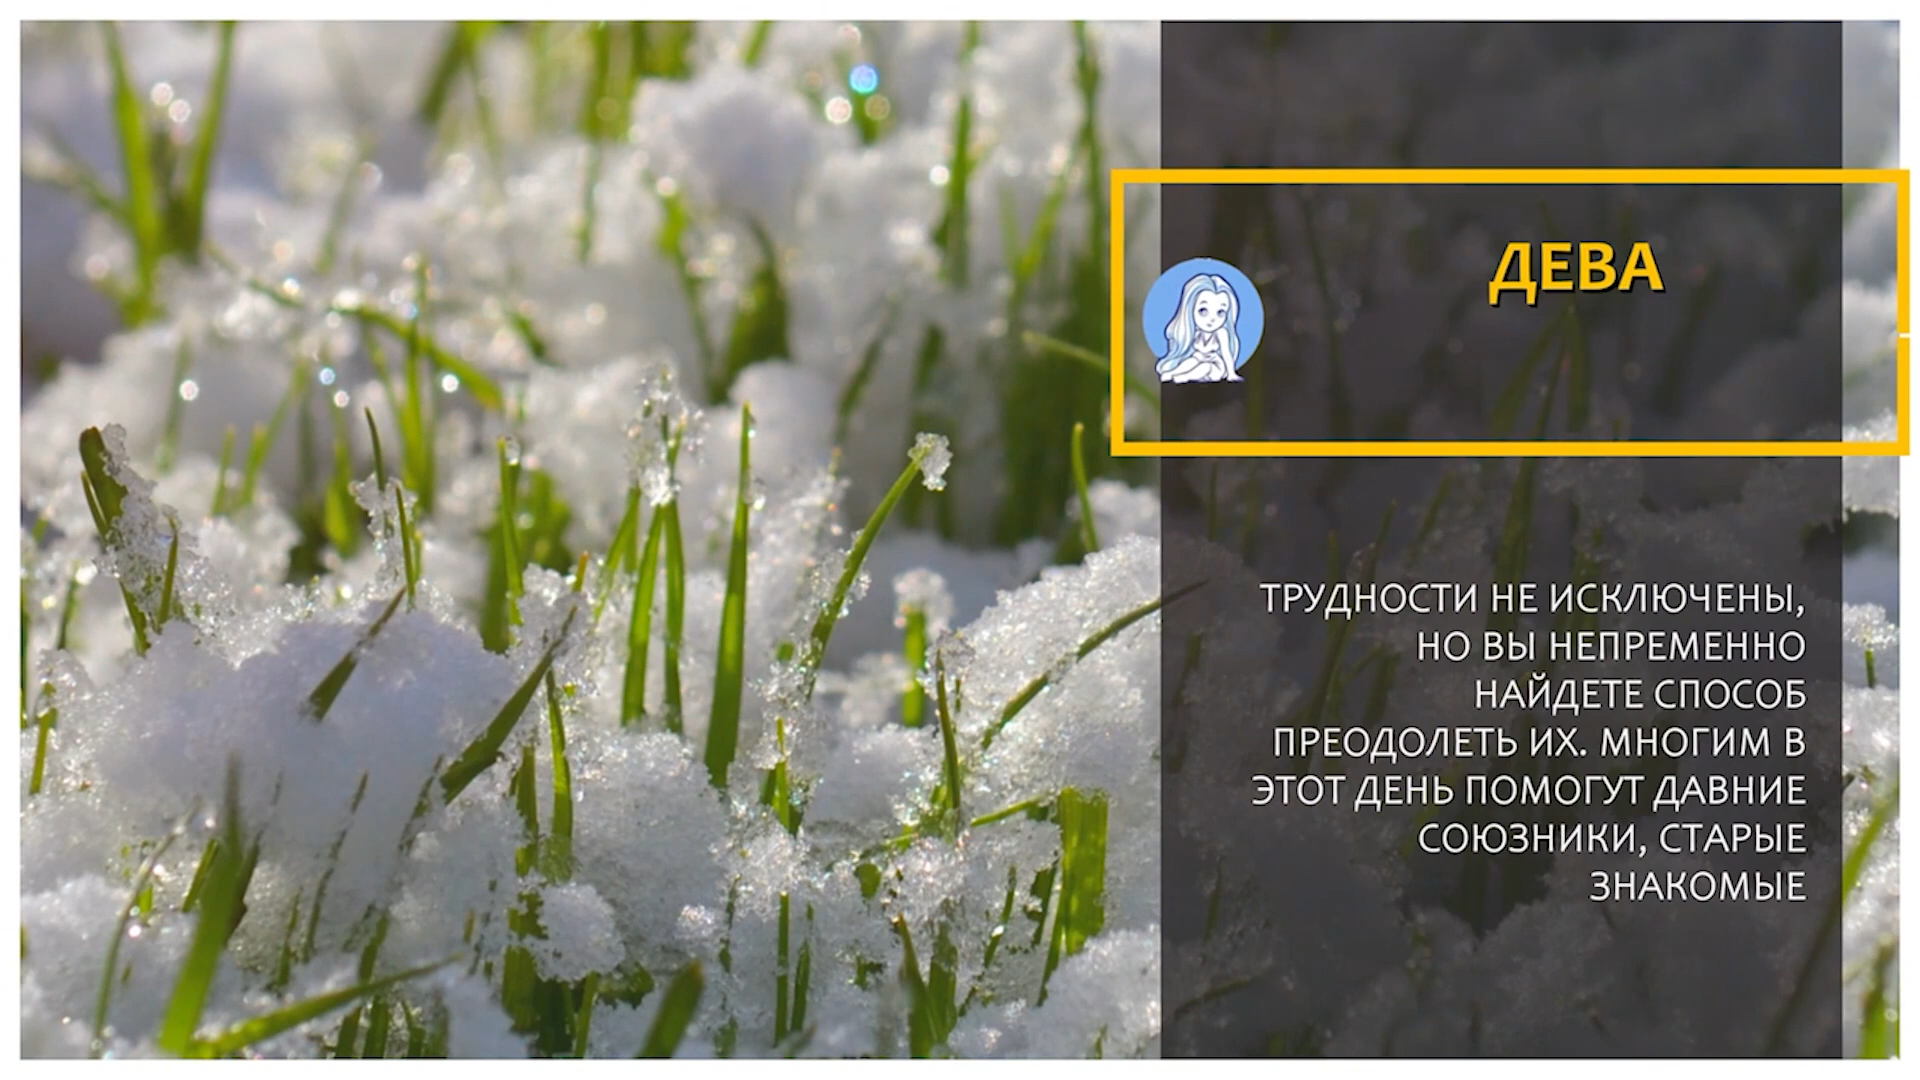 ДЕВА
ТРУДНОСТИ НЕ ИСКЛЮЧЕНЫ,
НО ВЫ НЕПРЕМЕННО
НАЙДЕТЕ СПОСОБ
ПРЕОДОЛЕТЬ ИХ. МНОГИМ В
ЭТОТ ДЕНЬ ПОМОГУТ ДАВНИЕ
СОЮЗНИКИ, СТАРЫЕ
ЗНАКОМЫЕ